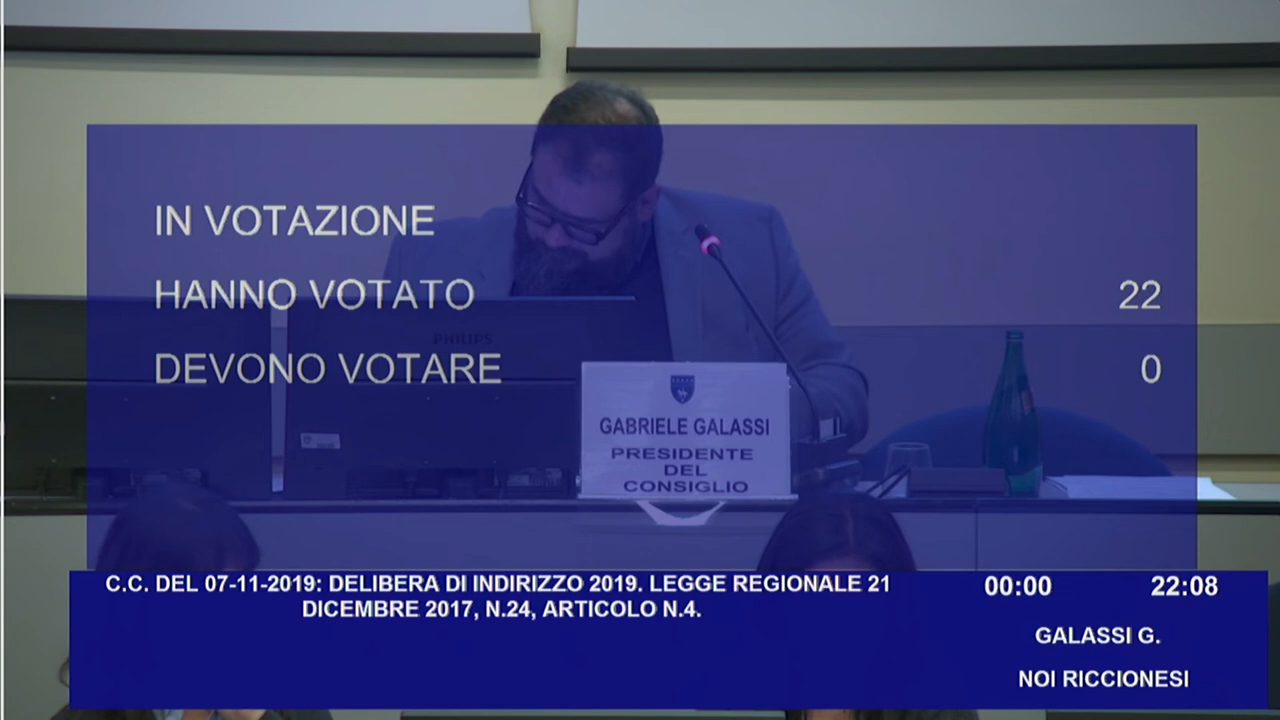 IN VOTAZIONE
HANNO VOTATO 22
DEVONO VOTARE 0
PHILIPS
GABRIELE GALASSI
PRESIDENTE
DEL
CONSIGLIO
C.C. DEL 07-11-2019: DELIBERA DI INDIRIZZO 2019. LEGGE REGIONALE 21
DICEMBRE 2017, N.24, ARTICOLO N.4.
00:00 22:08
GALASSI G.
NOI RICCIONESI